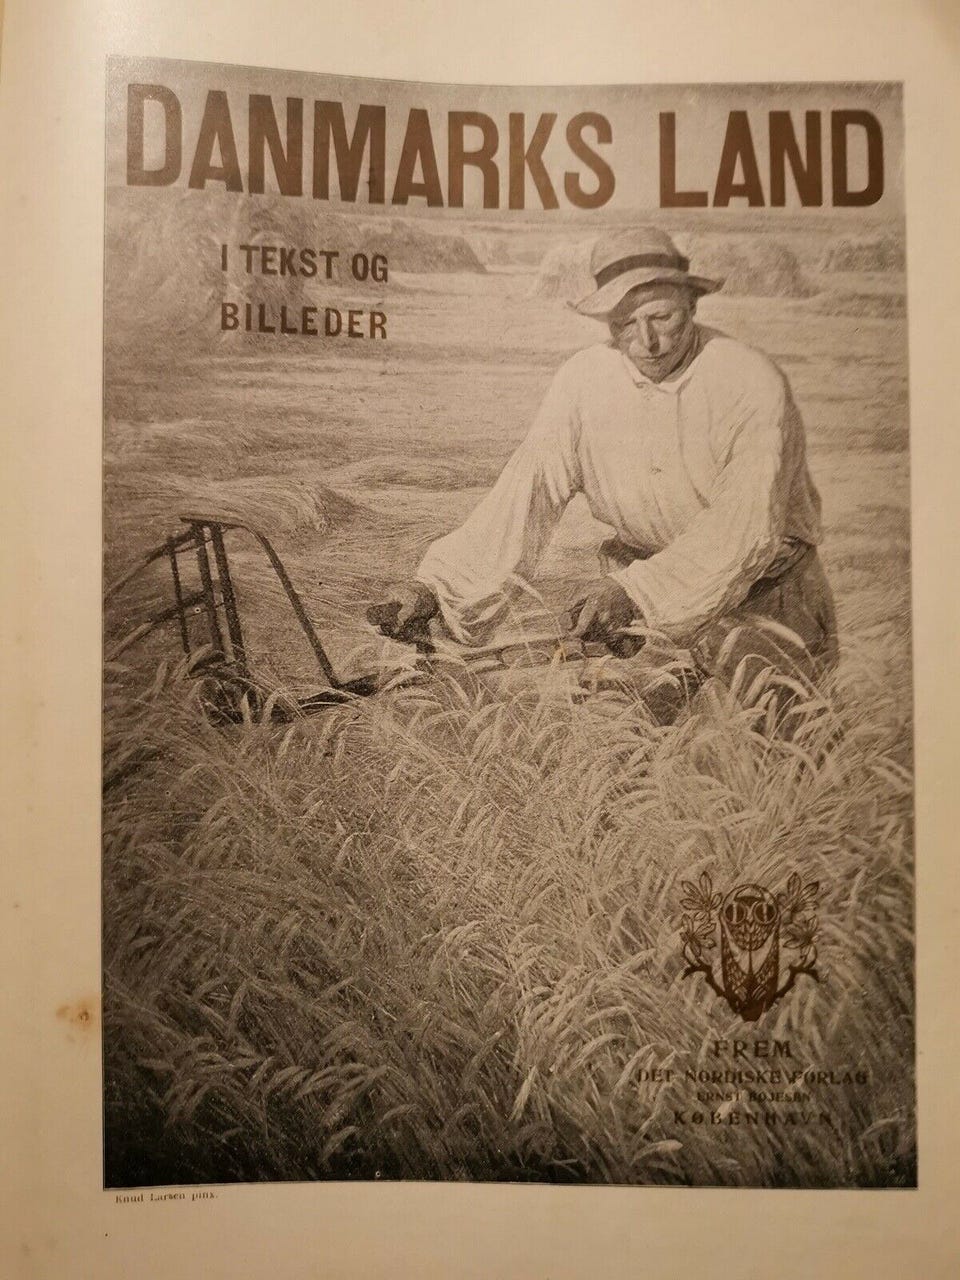 DANMARKS LAND
I TEKST OG
BILLEDER
FREM
DET NORDISKE FORLAG
ERNST BOJESEN
KØBENHAVN
Knud Larsen pinx.